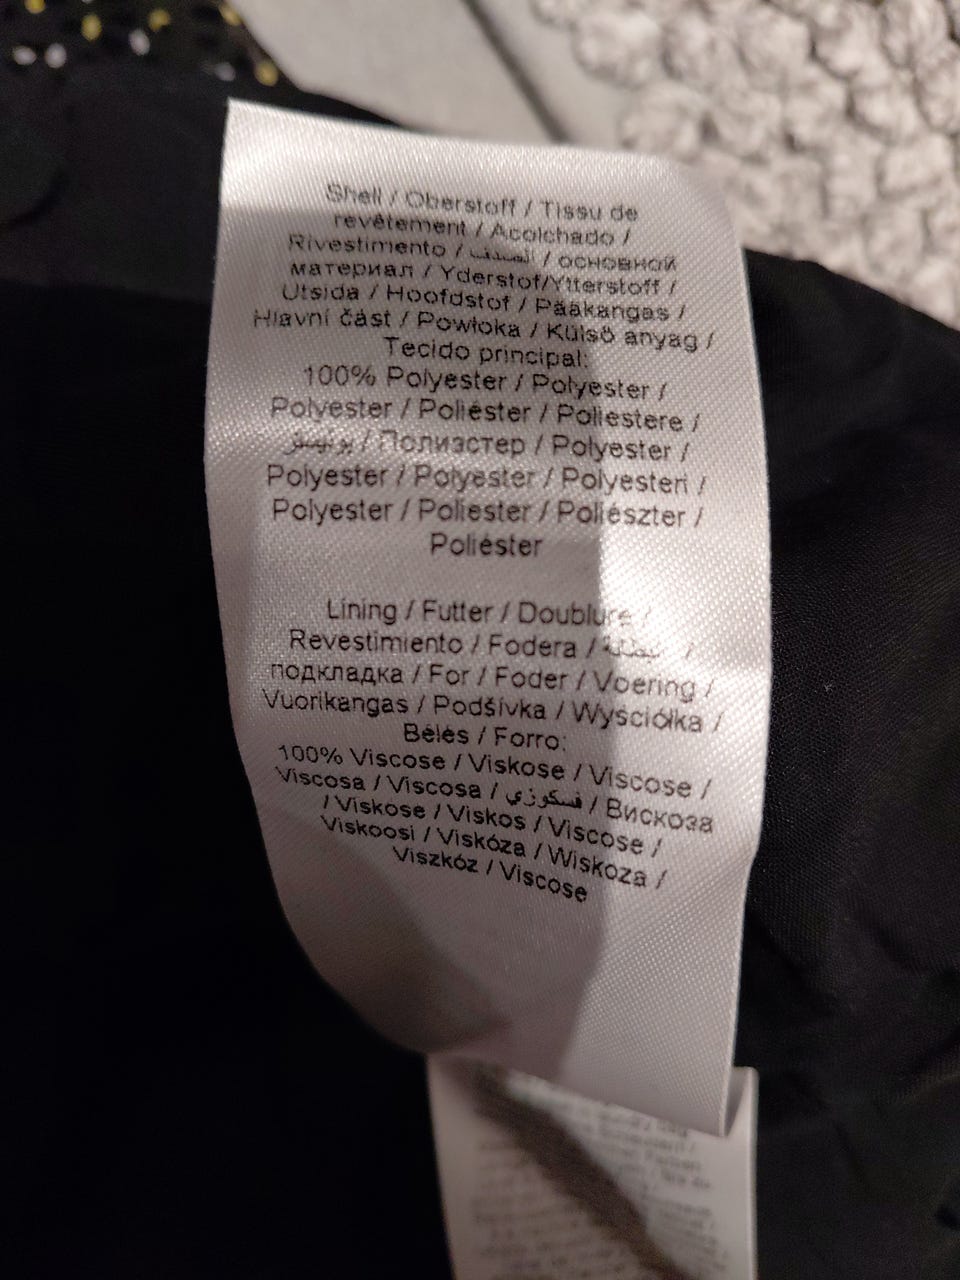 Shell / Oberstoff / Tissu de
revêtement / Acolchado /
Rivestimento / الصدف / основной
материал / Yderstof/Ytterstoff /
Utsida / Hoofdstof / Pääkangas /
Hlavní část / Powłoka / Külső anyag /
Tecido principal:
100% Polyester / Polyester /
Polyester / Poliéster / Poliestere /
/ Полиэстер / Polyester /
Polyester / Polyester / Polyesteri /
Polyester / Poliester / Poliészter /
Poliéster
Lining / Futter / Doublure /
Revestimiento / Fodera / /
подкладка / For / Foder / Voering /
Vuorikangas / Podšívka / Wyściółka /
Bélés / Forro:
100% Viscose / Viskose / Viscose /
Viscosa / Viscosa / فسكوزي / Вискоза
/ Viskose / Viskos / Viscose /
Viskoosi / Viskóza / Wiskoza /
Viszkóz / Viscose